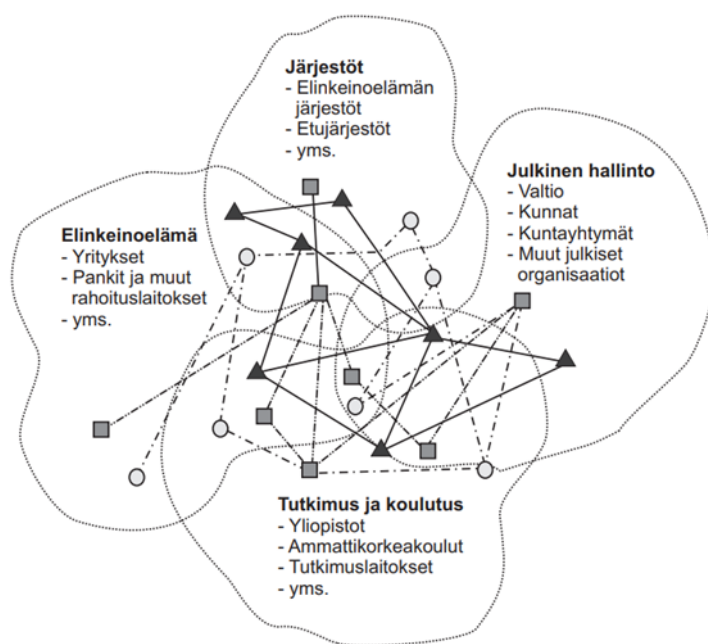 Järjestöt
- Elinkeinoelämän
järjestöt
- Etujärjestöt
- yms.
Julkinen hallinto
- Valtio
- Kunnat
- Kuntayhtymät
- Muut julkiset
organisaatiot
Elinkeinoelämä
- Yritykset
- Pankit ja muut
rahoituslaitokset
- yms.
Tutkimus ja koulutus
- Yliopistot
- Ammattikorkeakoulut
- Tutkimuslaitokset
- yms.